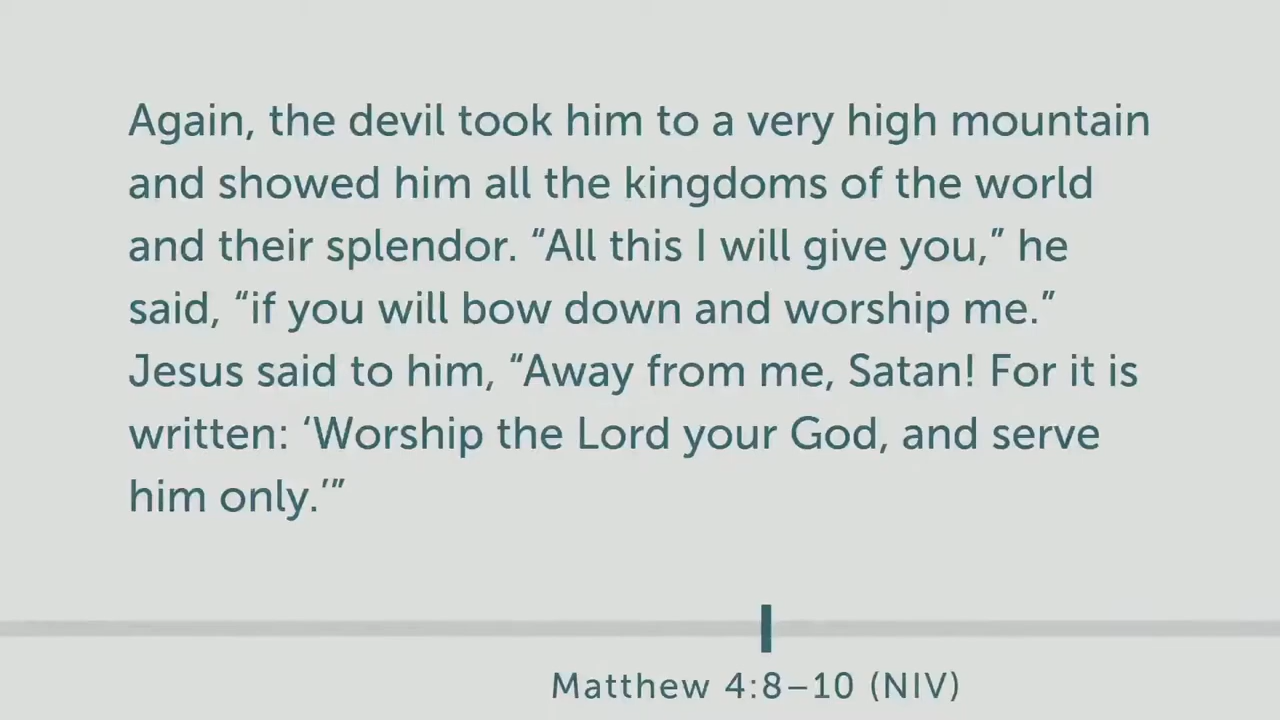 Again, the devil took him to a very high mountain
and showed him all the kingdoms of the world
and their splendor. “All this I will give you,” he
said, “if you will bow down and worship me.”
Jesus said to him, “Away from me, Satan! For it is
written: ‘Worship the Lord your God, and serve
him only.’”
Matthew 4:8–10 (NIV)